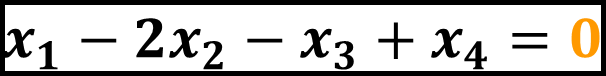 x₁ − 2x₂ − x₃ + x₄ = 0